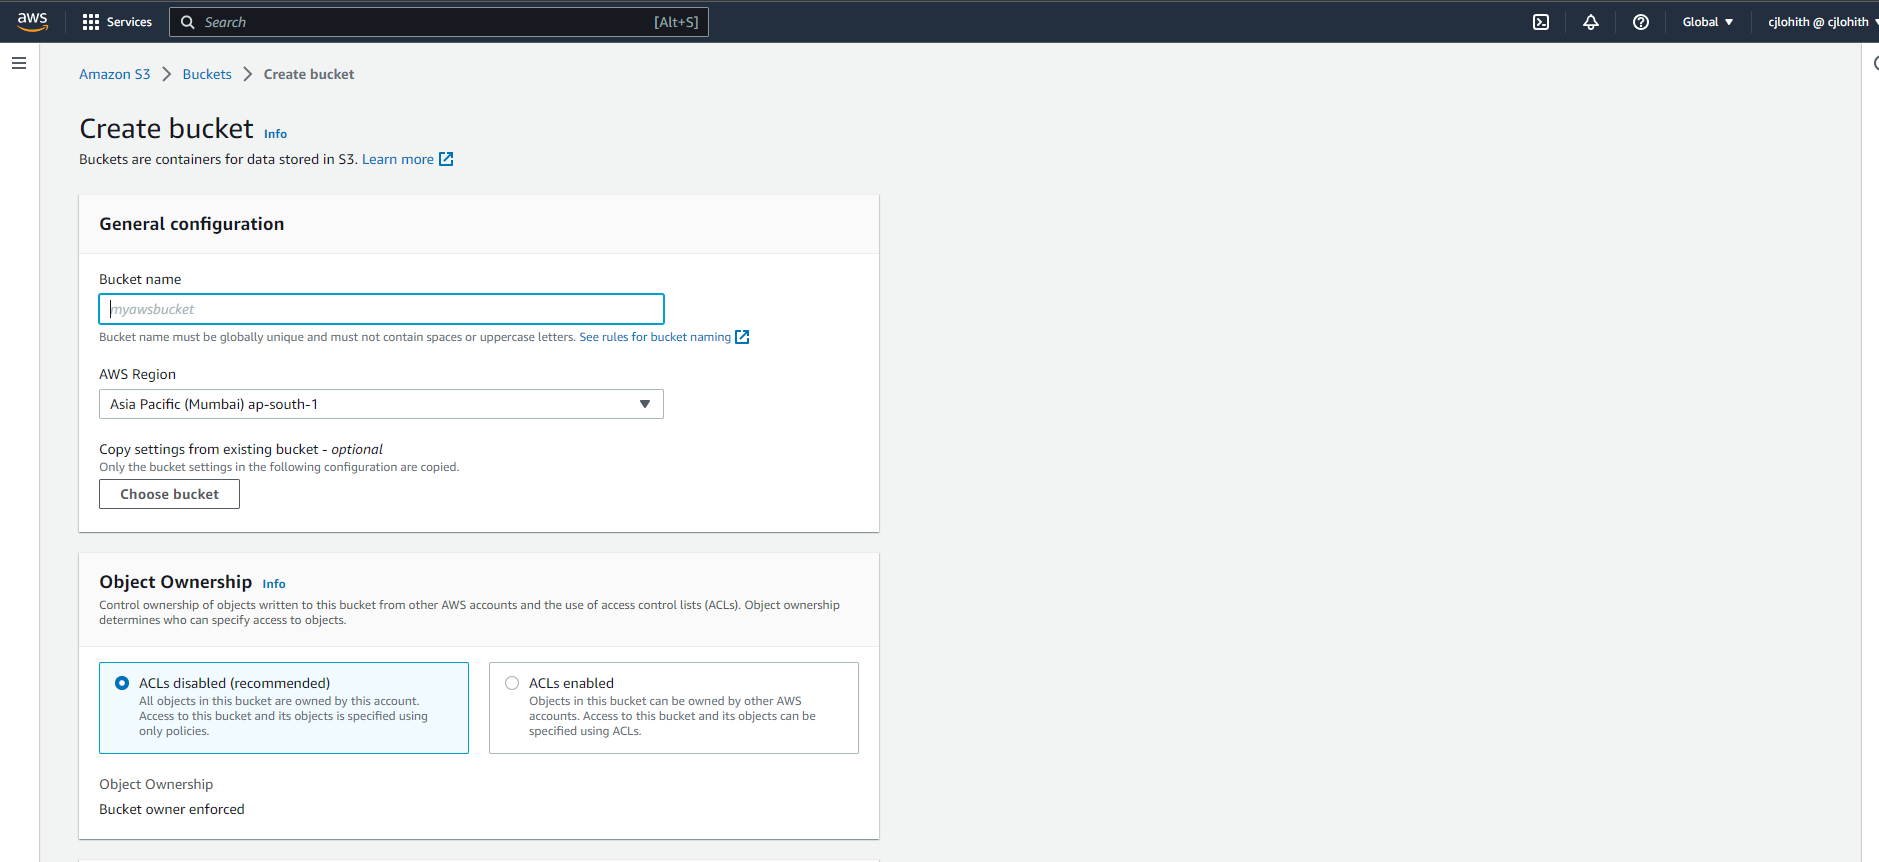 aws
Services
Search [Alt+S]
Global
cjlohith @ cjlohith
Amazon S3 Buckets Create bucket
Create bucket Info
Buckets are containers for data stored in S3. Learn more
General configuration
Bucket name
myawsbucket
Bucket name must be globally unique and must not contain spaces or uppercase letters. See rules for bucket naming
AWS Region
Asia Pacific (Mumbai) ap-south-1
Copy settings from existing bucket - optional
Only the bucket settings in the following configuration are copied.
Choose bucket
Object Ownership Info
Control ownership of objects written to this bucket from other AWS accounts and the use of access control lists (ACLs). Object ownership
determines who can specify access to objects.
ACLs disabled (recommended)
All objects in this bucket are owned by this account.
Access to this bucket and its objects is specified using
only policies.
ACLs enabled
Objects in this bucket can be owned by other AWS
accounts. Access to this bucket and its objects can be
specified using ACLs.
Object Ownership
Bucket owner enforced